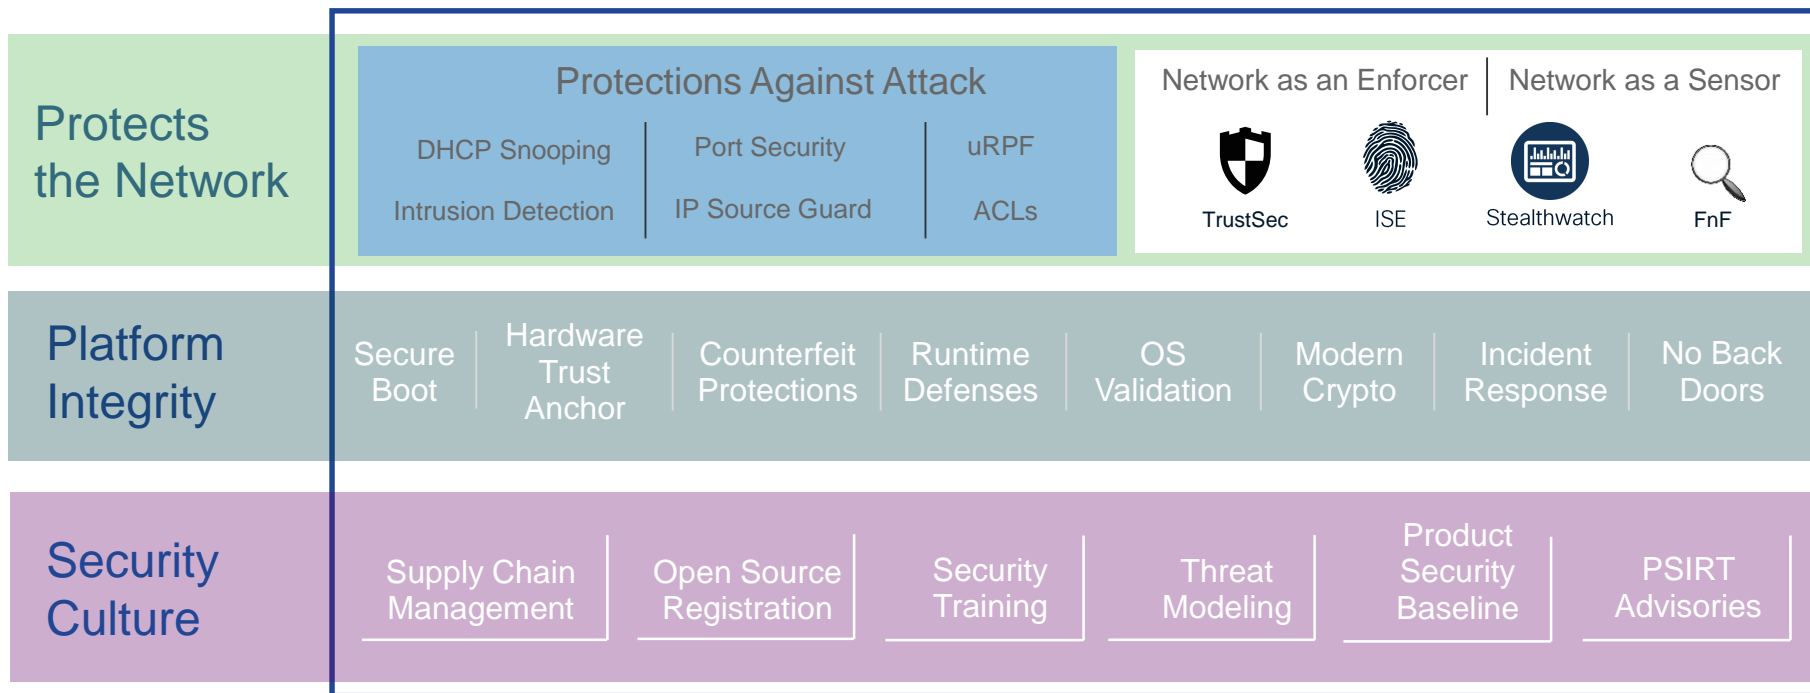 Protects
the Network
Protections Against Attack
DHCP Snooping
Port Security
uRPF
Intrusion Detection
IP Source Guard
ACLs
Network as an Enforcer
Network as a Sensor
TrustSec
ISE
Stealthwatch
FnF
Platform
Integrity
Secure
Boot
Hardware
Trust
Anchor
Counterfeit
Protections
Runtime
Defenses
OS
Validation
Modern
Crypto
Incident
Response
No Back
Doors
Security
Culture
Supply Chain
Management
Open Source
Registration
Security
Training
Threat
Modeling
Product
Security
Baseline
PSIRT
Advisories